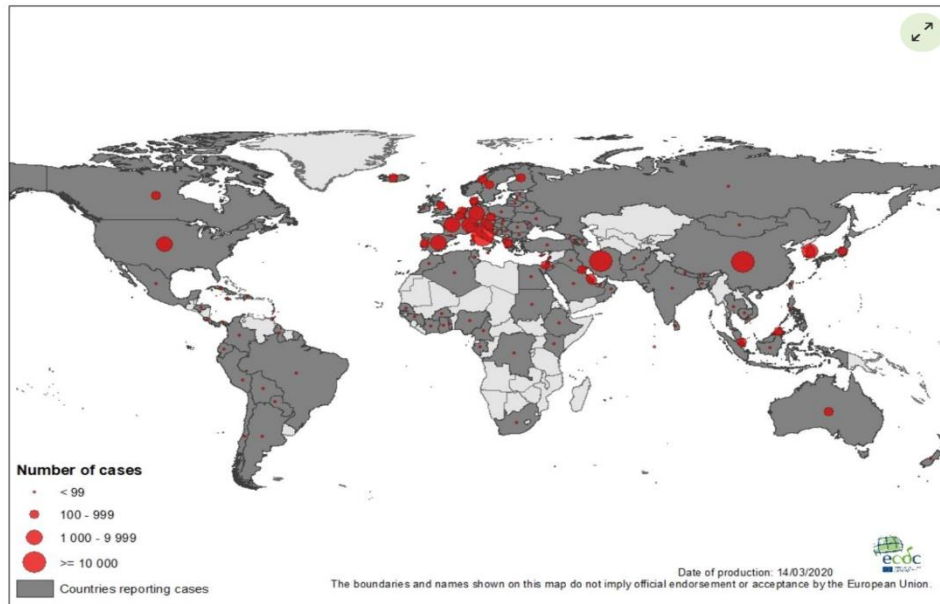 Number of cases
< 99
100 - 999
1 000 - 9 999
>= 10 000
Countries reporting cases
ecdc
Date of production: 14/03/2020
The boundaries and names shown on this map do not imply official endorsement or acceptance by the European Union.